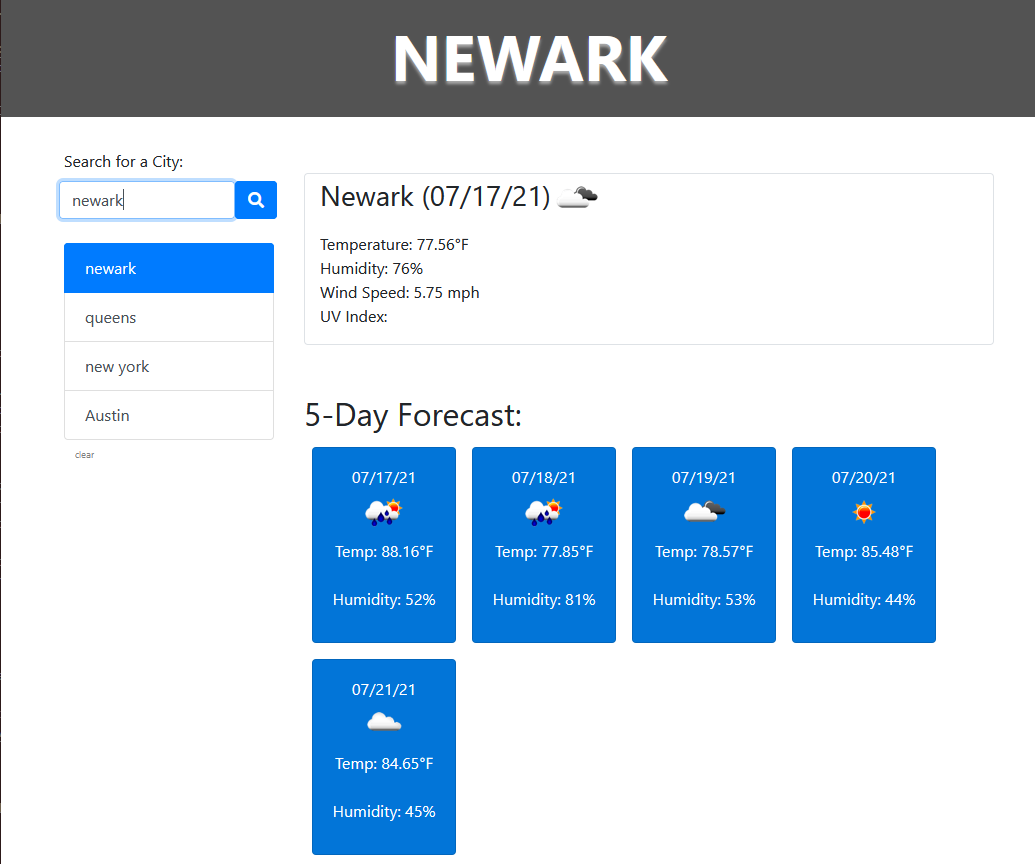 NEWARK
Search for a City:
newark
newark
queens
new york
Austin
clear
Newark (07/17/21)
Temperature: 77.56°F
Humidity: 76%
Wind Speed: 5.75 mph
UV Index:
5-Day Forecast:
07/17/21
Temp: 88.16°F
Humidity: 52%
07/18/21
Temp: 77.85°F
Humidity: 81%
07/19/21
Temp: 78.57°F
Humidity: 53%
07/20/21
Temp: 85.48°F
Humidity: 44%
07/21/21
Temp: 84.65°F
Humidity: 45%